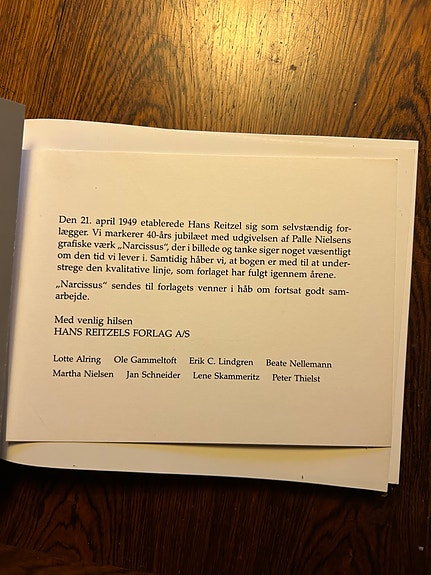 Den 21. april 1949 etablerede Hans Reitzel sig som selvstændig for-
lægger. Vi markerer 40-års jubilæet med udgivelsen af Palle Nielsens
grafiske værk „Narcissus“, der i billede og tanke siger noget væsentligt
om den tid vi lever i. Samtidig håber vi, at bogen er med til at under-
strege den kvalitative linje, som forlaget har fulgt igennem årene.
„Narcissus“ sendes til forlagets venner i håb om fortsat godt sam-
arbejde.
Med venlig hilsen
HANS REITZELS FORLAG A/S
Lotte Alring Ole Gammeltoft Erik C. Lindgren Beate Nellemann
Martha Nielsen Jan Schneider Lene Skammeritz Peter Thielst